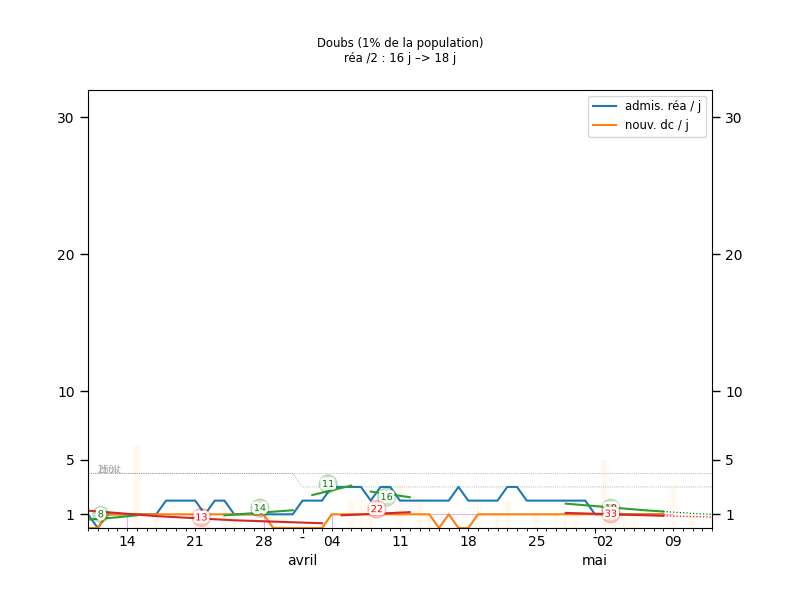 Doubs (1% de la population)
réa /2 : 16 j –> 18 j
admis. réa / j
nouv. dc / j
30 30
20 20
10 10
5 5
1 1
8 13 14 11 22 16 33
14 21 28 - 04 11 18 25 - 02 09
avril mai